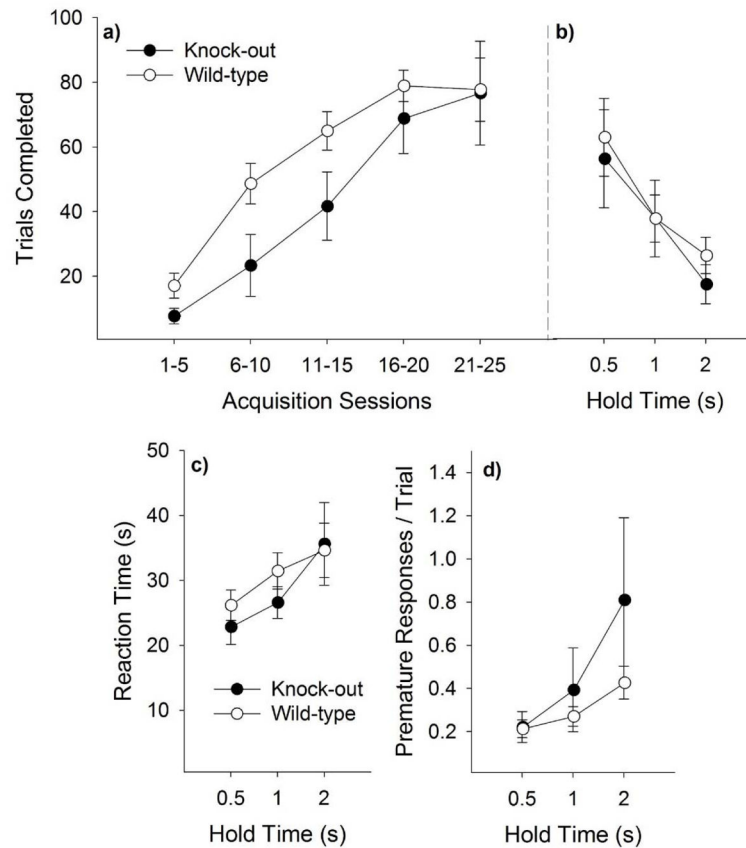 a)
Knock-out
Wild-type
b)
Trials Completed
100
80
60
40
20
1-5
6-10
11-15
16-20
21-25
0.5
1
2
Acquisition Sessions
Hold Time (s)
c)
Reaction Time (s)
50
40
30
20
10
Knock-out
Wild-type
0.5
1
2
Hold Time (s)
d)
Premature Responses / Trial
1.4
1.2
1.0
0.8
0.6
0.4
0.2
0.5
1
2
Hold Time (s)